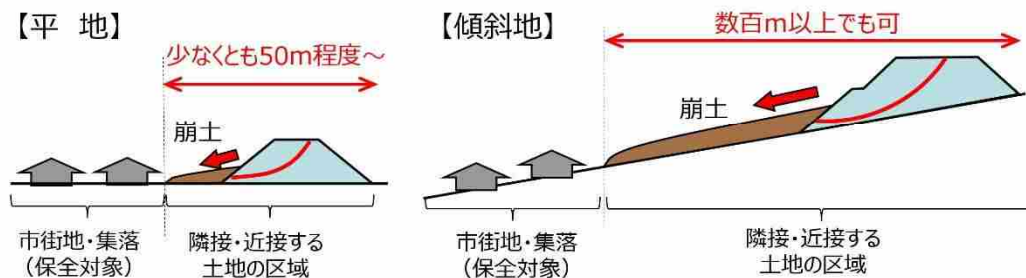 【平 地】
少なくとも50m程度～
崩土
市街地・集落
（保全対象）
隣接・近接する
土地の区域
【傾斜地】
数百m以上でも可
崩土
市街地・集落
（保全対象）
隣接・近接する
土地の区域